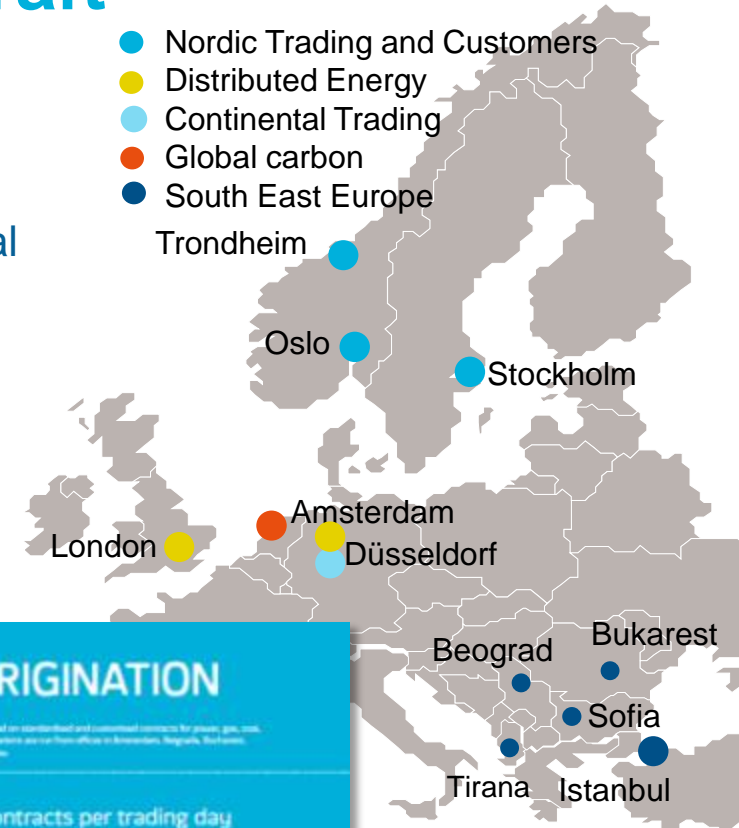 Nordic Trading and Customers
Distributed Energy
Continental Trading
Global carbon
South East Europe
Trondheim
Oslo
Stockholm
Amsterdam
London
Düsseldorf
Beograd
Bukarest
Sofia
Tirana
Istanbul
RIGINATION
ontracts per trading day